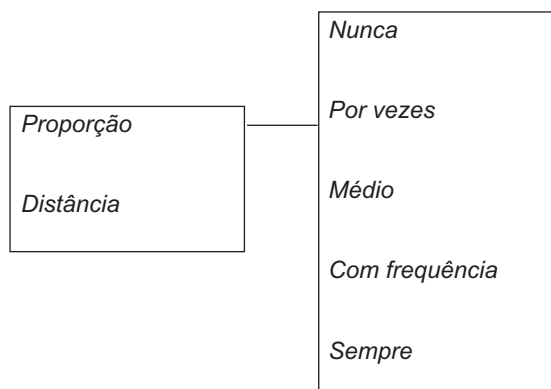 Proporção
Distância
Nunca
Por vezes
Médio
Com frequência
Sempre